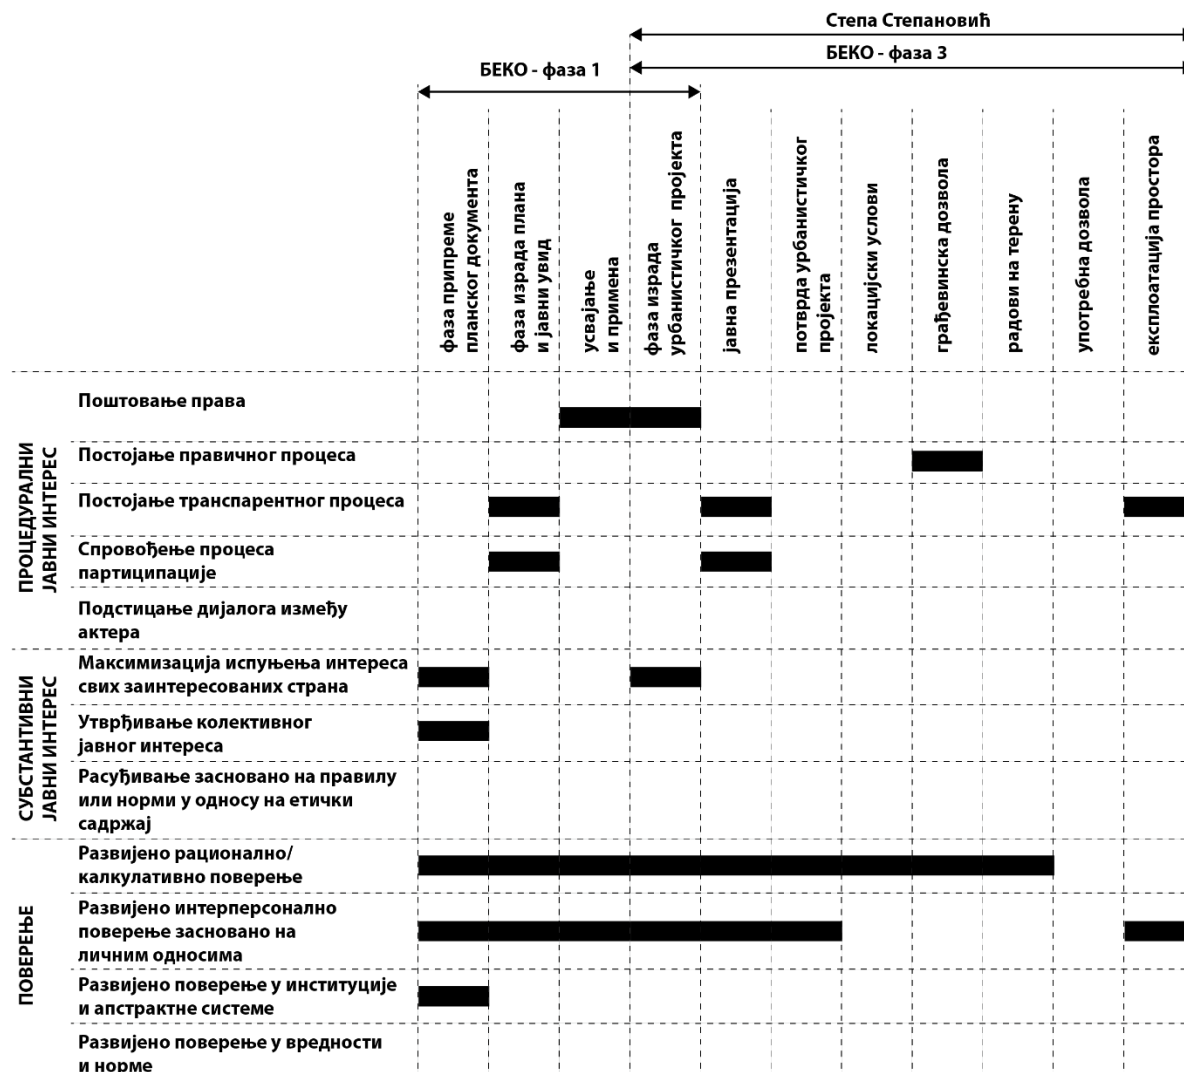 Степа Степановић
БЕКО - фаза 3
БЕКО - фаза 1
фаза припреме
планског документа
фаза израда плана
и јавни увид
усвајање
и примена
фаза израда
урбанистичког пројекта
јавна презентација
потврда урбанистичког
пројекта
локацијски услови
грађевинска дозвола
радови на терену
употребна дозвола
експлоатација простора
ПРОЦЕДУРАЛНИ
ЈАВНИ ИНТЕРЕС
Поштовање права
Постојање правичног процеса
Постојање транспарентног процеса
Спровођење процеса
партиципације
Подстицање дијалога између
актера
СУБСТАНТИВНИ
ЈАВНИ ИНТЕРЕС
Максимизација испуњења интереса
свих заинтересованих страна
Утврђивање колективног
јавног интереса
Расуђивање засновано на правилу
или норми у односу на етички
садржај
ПОВЕРЕЊЕ
Развијено рационално/
калкулативно поверење
Развијено интерперсонално
поверење засновано на
личним односима
Развијено поверење у институције
и апстрактне системе
Развијено поверење у вредности
и норме